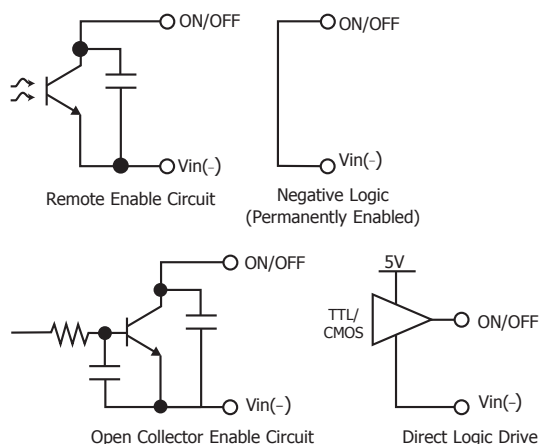 ON/OFF
Vin(–)
Remote Enable Circuit
ON/OFF
Vin(–)
Negative Logic
(Permanently Enabled)
ON/OFF
Vin(–)
Open Collector Enable Circuit
5V
TTL/
CMOS
ON/OFF
Vin(–)
Direct Logic Drive